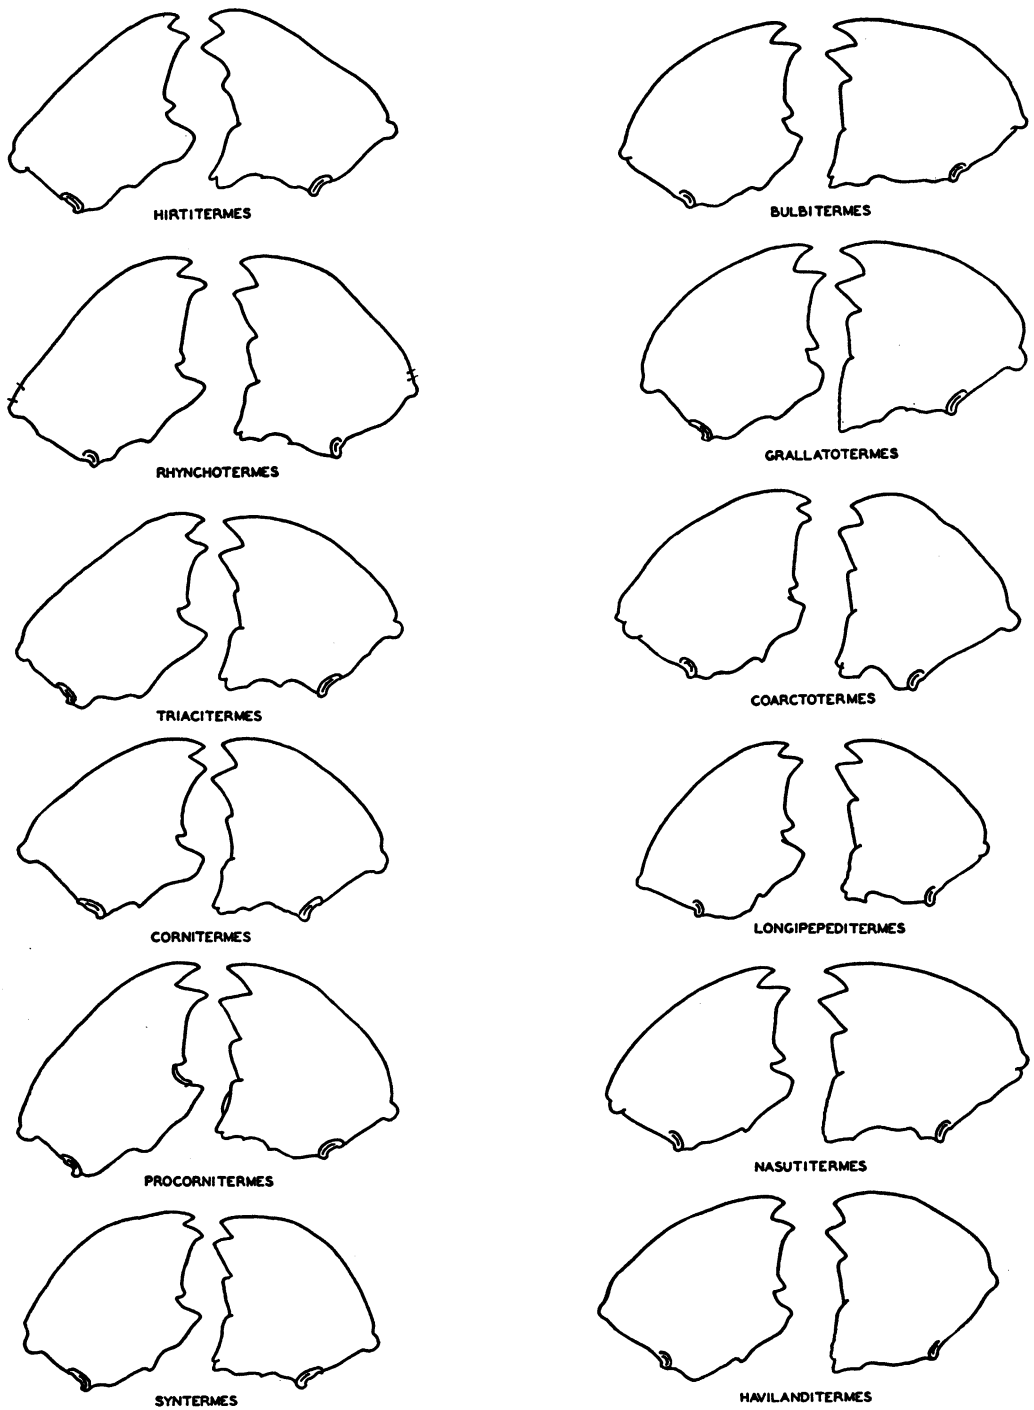 HIRTITERMES
BULBITERMES
RHYNCHOTERMES
GRALLATOTERMES
TRIACITERMES
COARCTOTERMES
CORNITERMES
LONGIPEPEDITERMES
PROCORNITERMES
NASUTITERMES
SYNTERMES
HAVILANDITERMES